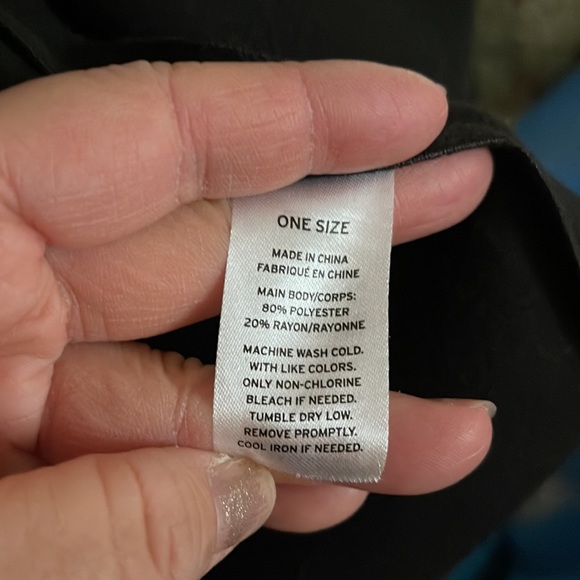 ONE SIZE
MADE IN CHINA
FABRIQUÉ EN CHINE
MAIN BODY/CORPS:
80% POLYESTER
20% RAYON/RAYONNE
MACHINE WASH COLD.
WITH LIKE COLORS.
ONLY NON-CHLORINE
BLEACH IF NEEDED.
TUMBLE DRY LOW.
REMOVE PROMPTLY.
COOL IRON IF NEEDED.